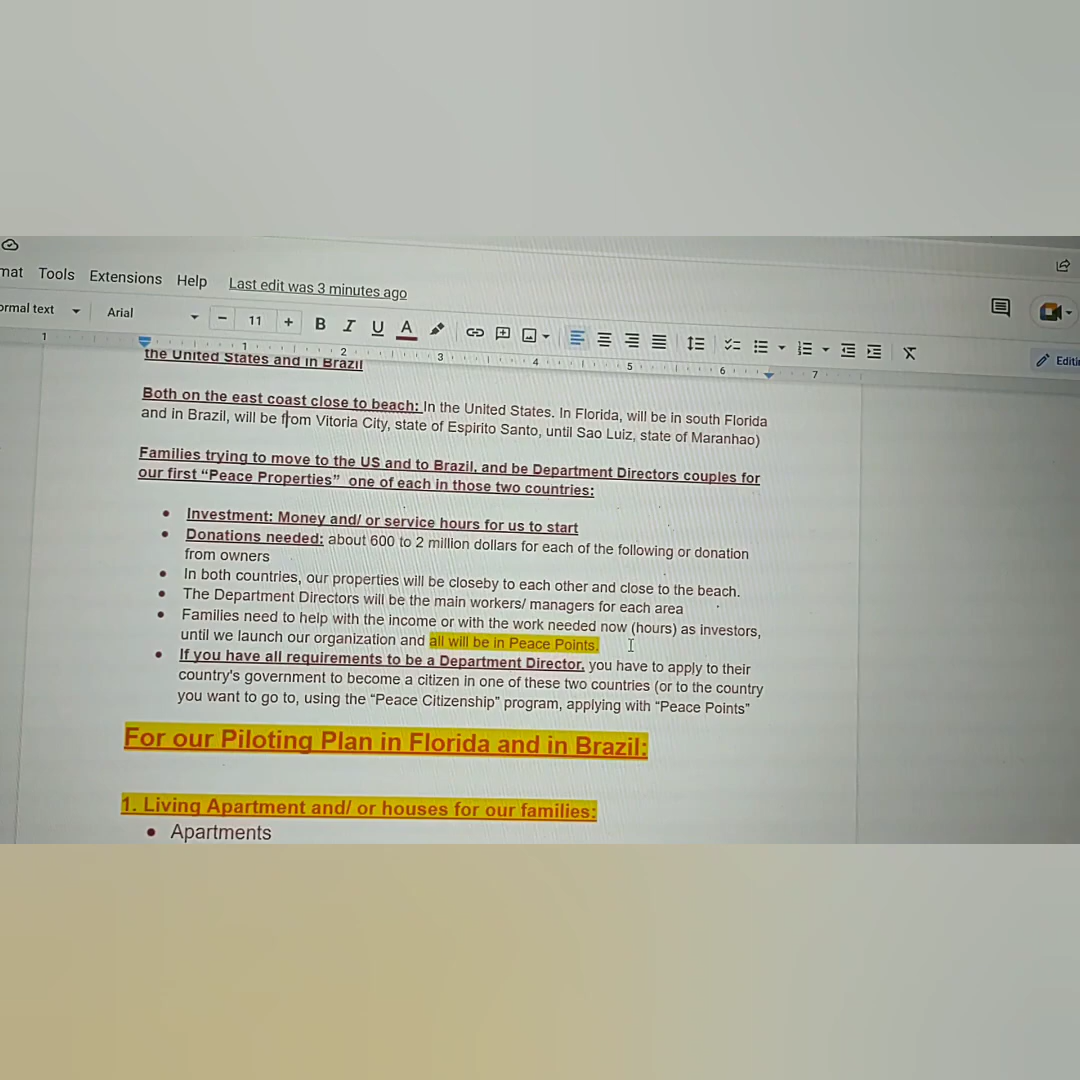 mat Tools Extensions Help Last edit was 3 minutes ago
ormal text Arial − 11 + B I U A
1 1 2 3 4 5 6 7
Editi
the United States and in Brazil
Both on the east coast close to beach: In the United States. In Florida, will be in south Florida
and in Brazil, will be from Vitoria City, state of Espirito Santo, until Sao Luiz, state of Maranhao)
Families trying to move to the US and to Brazil, and be Department Directors couples for
our first “Peace Properties” one of each in those two countries:
• Investment: Money and/ or service hours for us to start
• Donations needed: about 600 to 2 million dollars for each of the following or donation
from owners
• In both countries, our properties will be closeby to each other and close to the beach.
• The Department Directors will be the main workers/ managers for each area
• Families need to help with the income or with the work needed now (hours) as investors,
until we launch our organization and all will be in Peace Points.
• If you have all requirements to be a Department Director, you have to apply to their
country's government to become a citizen in one of these two countries (or to the country
you want to go to, using the “Peace Citizenship” program, applying with “Peace Points”
For our Piloting Plan in Florida and in Brazil:
1. Living Apartment and/ or houses for our families:
• Apartments